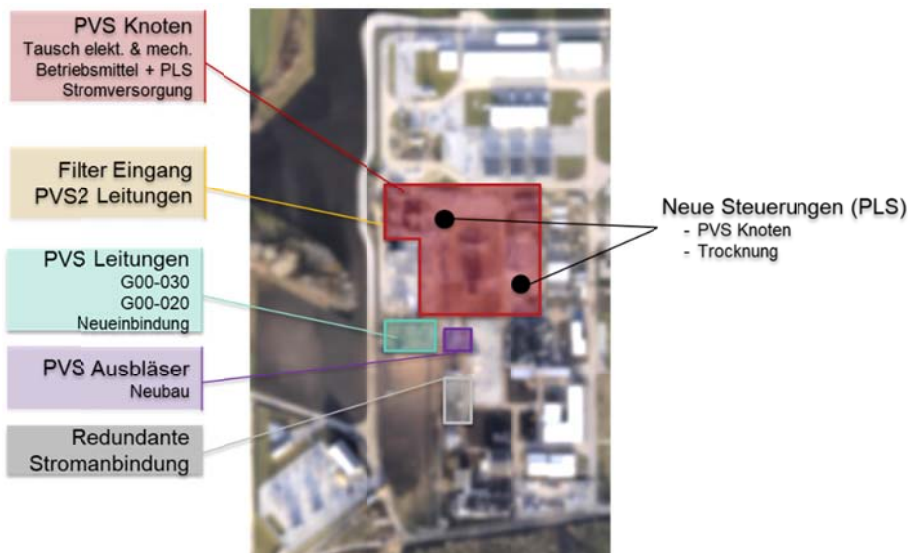 PVS Knoten
Tausch elekt. & mech.
Betriebsmittel + PLS
Stromversorgung
Filter Eingang
PVS2 Leitungen
PVS Leitungen
G00-030
G00-020
Neueinbindung
PVS Ausbläser
Neubau
Redundante
Stromanbindung
Neue Steuerungen (PLS)
- PVS Knoten
- Trocknung